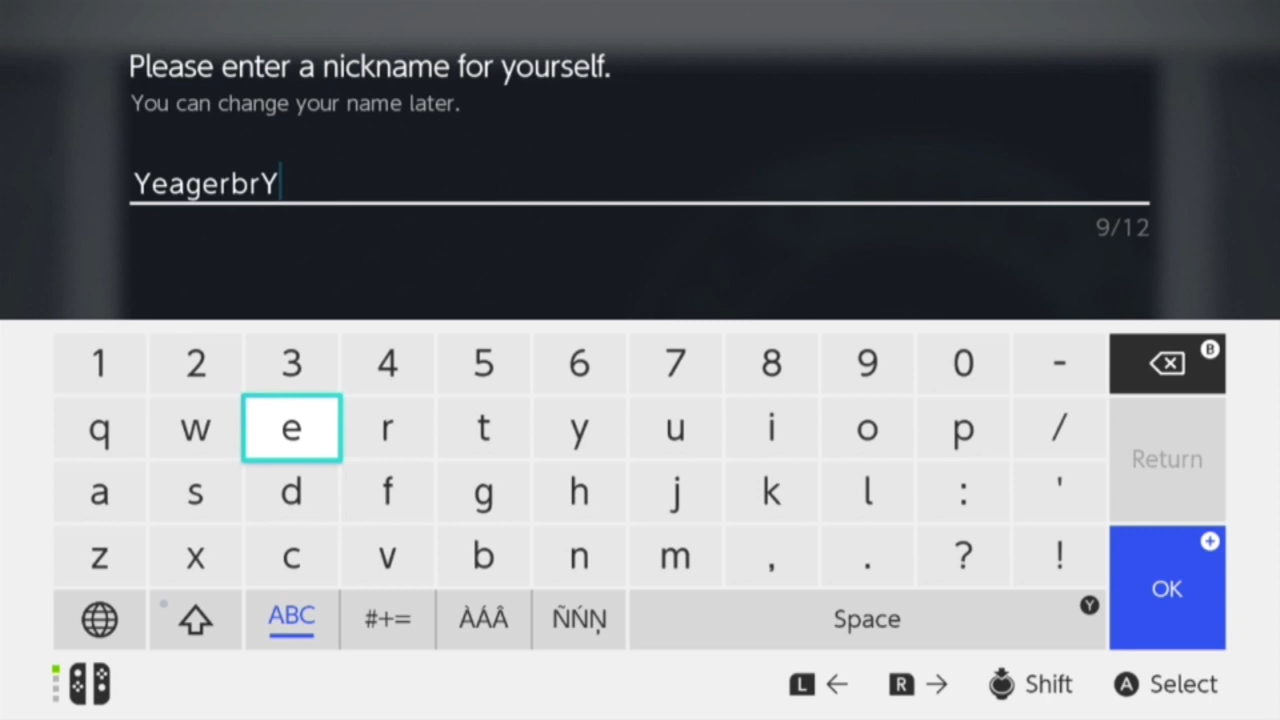 Please enter a nickname for yourself.
You can change your name later.
YeagerbrY
9/12
1 2 3 4 5 6 7 8 9 0 - B
q w e r t y u i o p /
Return
a s d f g h j k l : '
z x c v b n m , . ? ! +
OK
ABC #+= ÀÁÂ ÑŃŅ Space Y
L ← R → Shift A Select